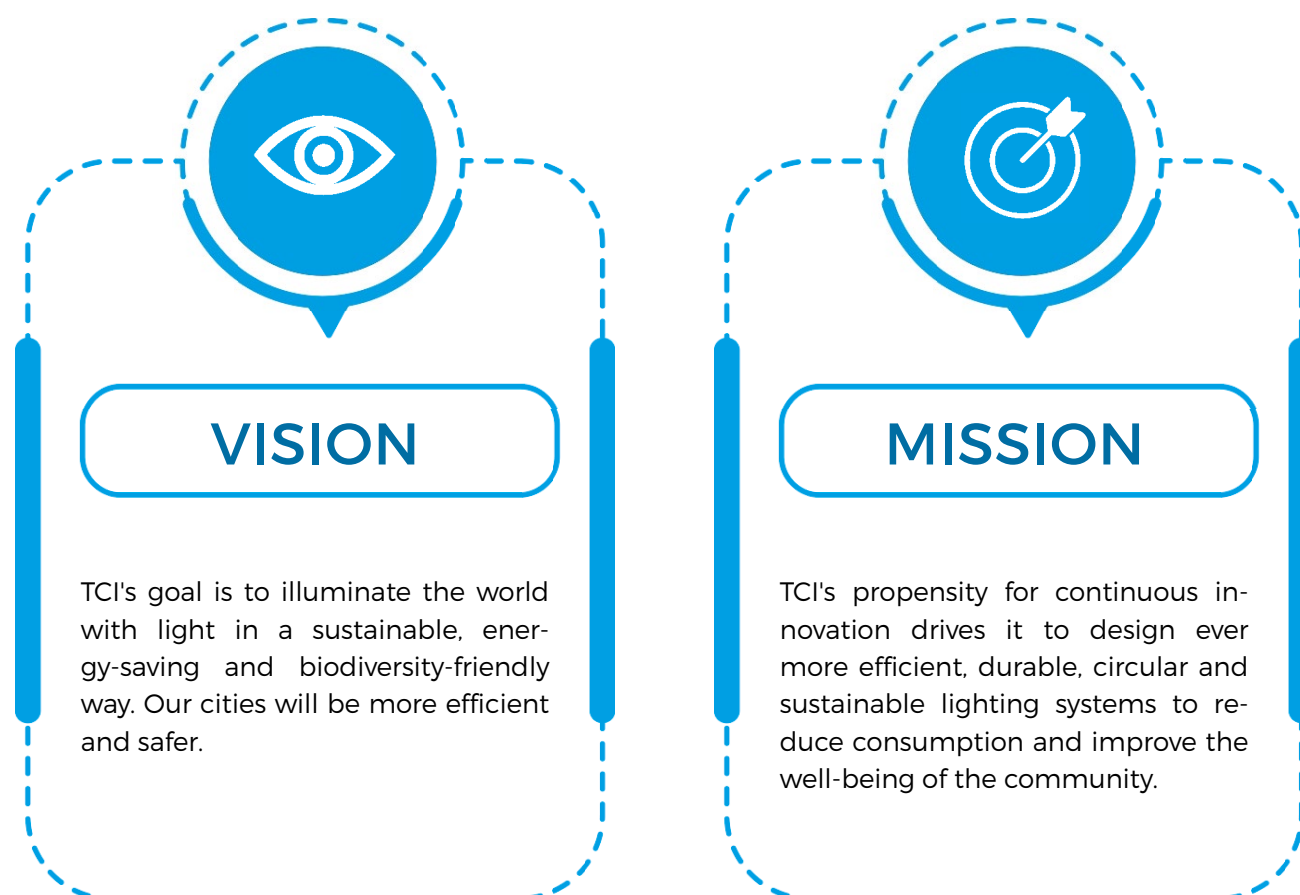 VISION
TCI's goal is to illuminate the world
with light in a sustainable, ener-
gy-saving and biodiversity-friendly
way. Our cities will be more efficient
and safer.
MISSION
TCI's propensity for continuous in-
novation drives it to design ever
more efficient, durable, circular and
sustainable lighting systems to re-
duce consumption and improve the
well-being of the community.